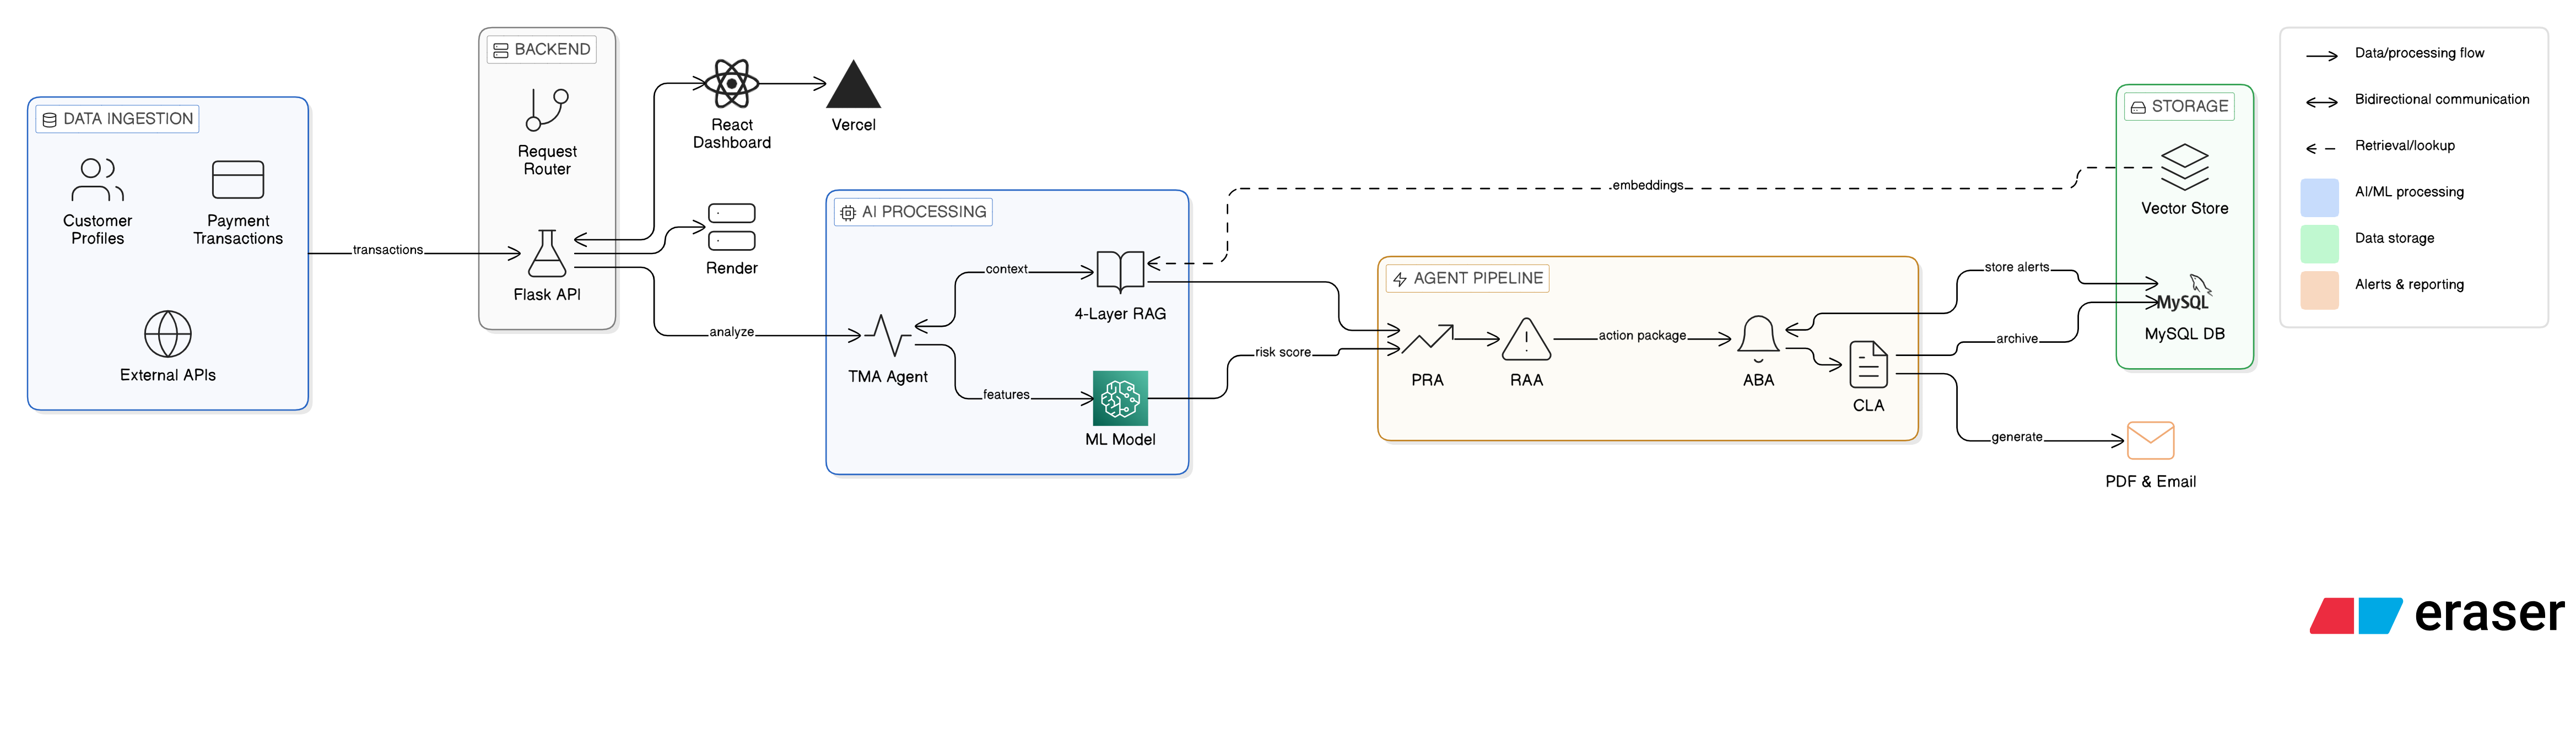 DATA INGESTION
Customer
Profiles
Payment
Transactions
External APIs
transactions
BACKEND
Request
Router
Flask API
React
Dashboard
Vercel
Render
analyze
AI PROCESSING
TMA Agent
context
features
4-Layer RAG
ML Model
embeddings
risk score
AGENT PIPELINE
PRA
RAA
action package
ABA
CLA
store alerts
archive
generate
STORAGE
Vector Store
MySQL
MySQL DB
PDF & Email
Data/processing flow
Bidirectional communication
Retrieval/lookup
AI/ML processing
Data storage
Alerts & reporting
eraser